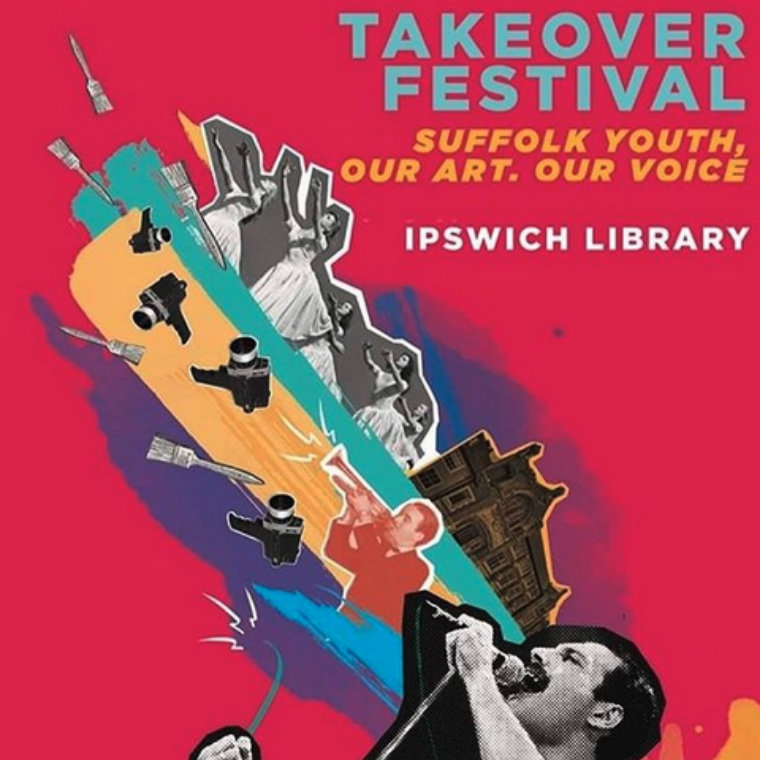 TAKEOVER
FESTIVAL
SUFFOLK YOUTH,
OUR ART. OUR VOICE
IPSWICH LIBRARY